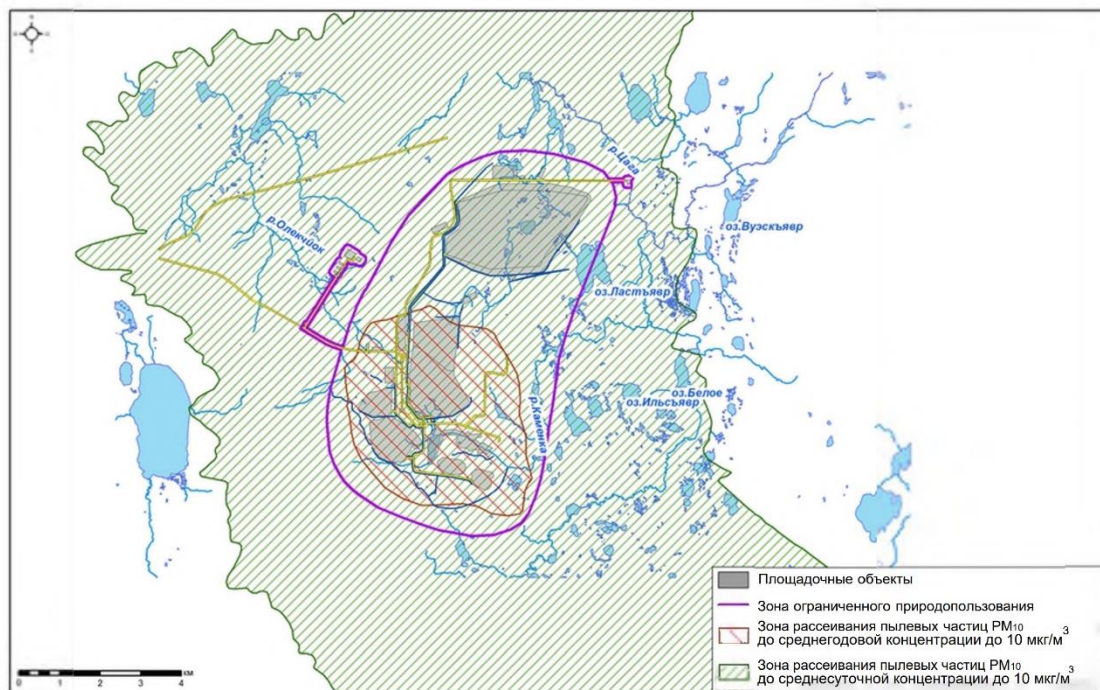 р.Цага
р.Олекчйок
оз.Вуэскъявр
оз.Ластъявр
оз.Белое
оз.Ильсъявр
р.Каменка
Площадочные объекты
Зона ограниченного природопользования
Зона рассеивания пылевых частиц PM10
до среднегодовой концентрации до 10 мкг/м³
Зона рассеивания пылевых частиц PM10
до среднесуточной концентрации до 10 мкг/м³
0 1 2 3 4 км